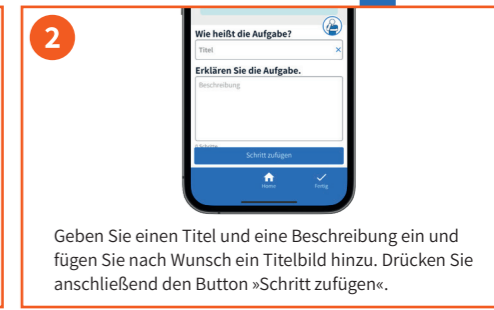 2
Wie heißt die Aufgabe?
Titel
×
Erklären Sie die Aufgabe.
Beschreibung
0 Schritte
Schritt zufügen
Home
Fertig
Geben Sie einen Titel und eine Beschreibung ein und
fügen Sie nach Wunsch ein Titelbild hinzu. Drücken Sie
anschließend den Button »Schritt zufügen«.